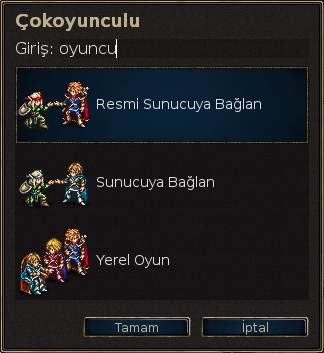 Çokoyunculu
Giriş: oyuncu
Resmi Sunucuya Bağlan
Sunucuya Bağlan
Yerel Oyun
Tamam
İptal